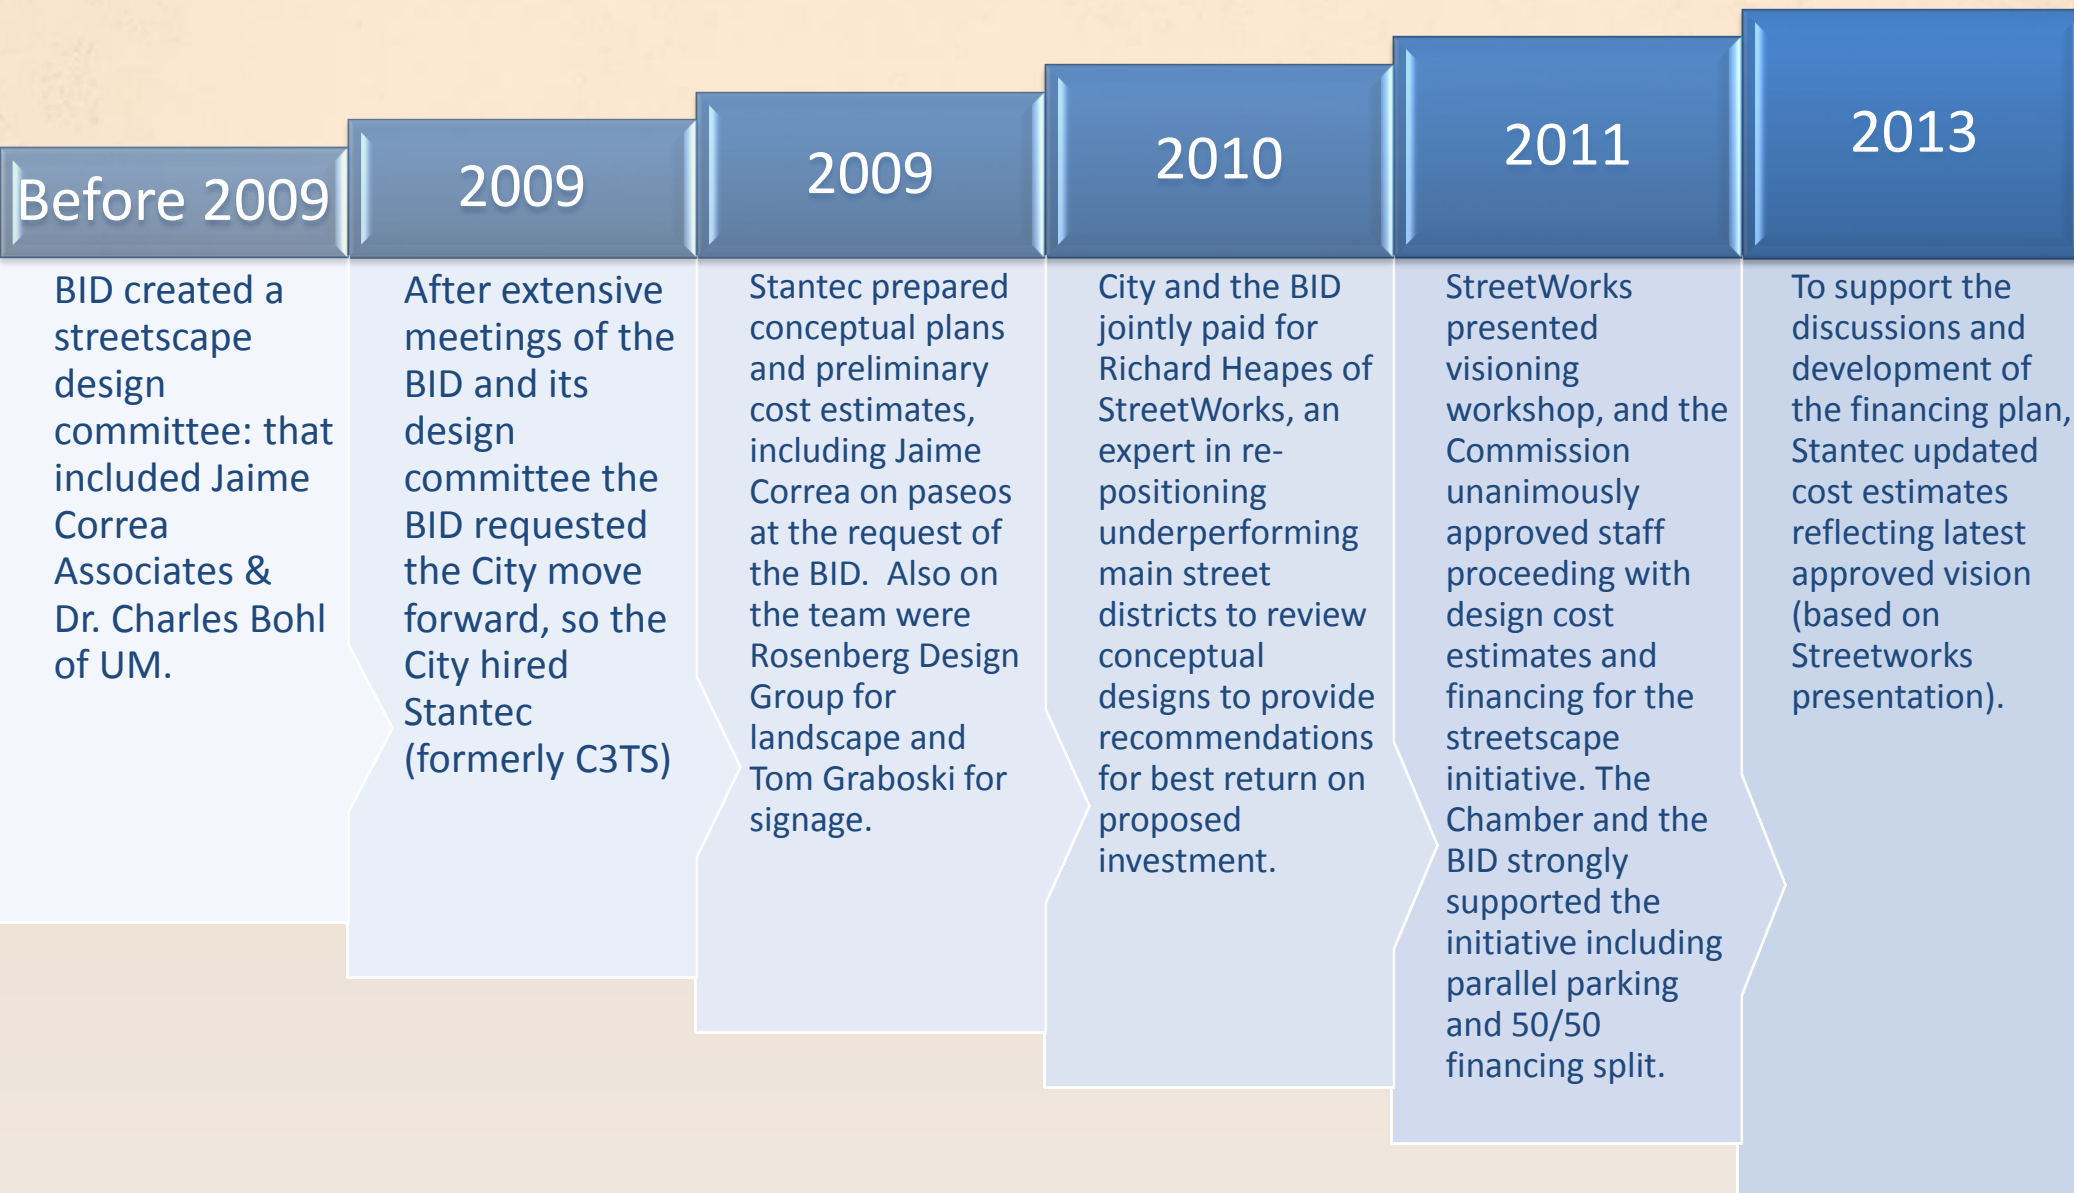 Before 2009
BID created a
streetscape
design
committee: that
included Jaime
Correa
Associates &
Dr. Charles Bohl
of UM.
2009
After extensive
meetings of the
BID and its
design
committee the
BID requested
the City move
forward, so the
City hired
Stantec
(formerly C3TS)
2009
Stantec prepared
conceptual plans
and preliminary
cost estimates,
including Jaime
Correa on paseos
at the request of
the BID.  Also on
the team were
Rosenberg Design
Group for
landscape and
Tom Graboski for
signage.
2010
City and the BID
jointly paid for
Richard Heapes of
StreetWorks, an
expert in re-
positioning
underperforming
main street
districts to review
conceptual
designs to provide
recommendations
for best return on
proposed
investment.
2011
StreetWorks
presented
visioning
workshop, and the
Commission
unanimously
approved staff
proceeding with
design cost
estimates and
financing for the
streetscape
initiative. The
Chamber and the
BID strongly
supported the
initiative including
parallel parking
and 50/50
financing split.
2013
To support the
discussions and
development of
the financing plan,
Stantec updated
cost estimates
reflecting latest
approved vision
(based on
Streetworks
presentation).